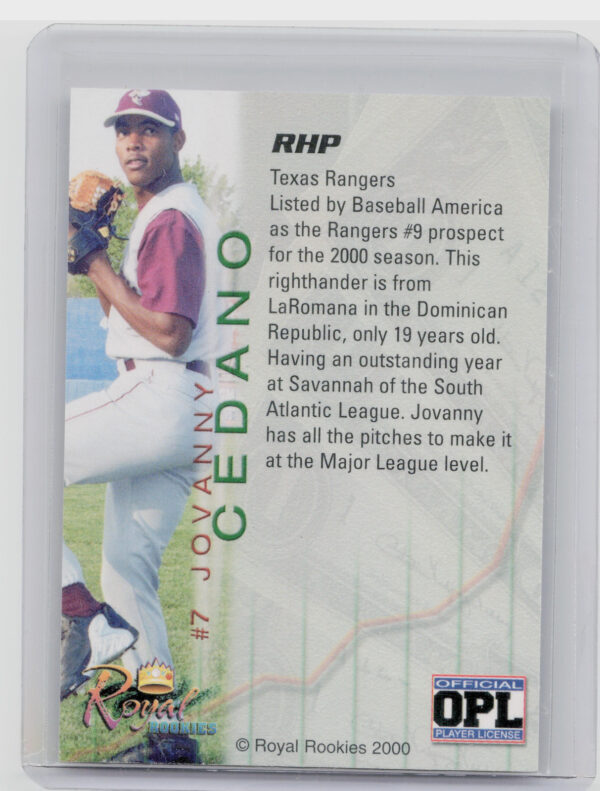 RHP
Texas Rangers
Listed by Baseball America
as the Rangers #9 prospect
for the 2000 season. This
righthander is from
LaRomana in the Dominican
Republic, only 19 years old.
Having an outstanding year
at Savannah of the South
Atlantic League. Jovanny
has all the pitches to make it
at the Major League level.
#7 JOVANNY
CEDANO
Royal
ROOKIES
© Royal Rookies 2000
OFFICIAL
OPL
PLAYER LICENSE